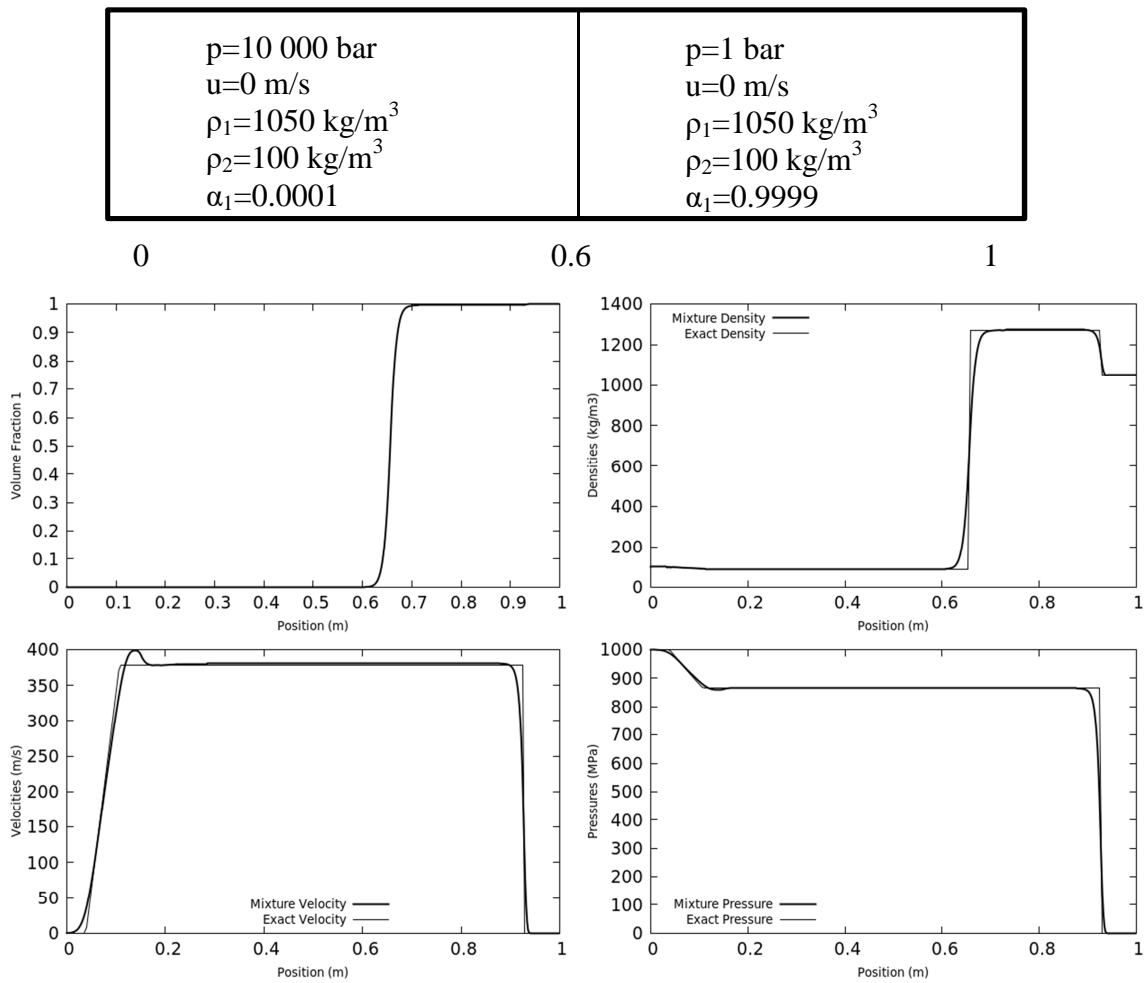 p=10 000 bar
u=0 m/s
ρ1=1050 kg/m3
ρ2=100 kg/m3
α1=0.0001
p=1 bar
u=0 m/s
ρ1=1050 kg/m3
ρ2=100 kg/m3
α1=0.9999
0 0.6 1
1
0.9
0.8
0.7
0.6
0.5
0.4
0.3
0.2
0.1
0
Volume Fraction 1
0 0.1 0.2 0.3 0.4 0.5 0.6 0.7 0.8 0.9 1
Position (m)
1400
1200
1000
800
600
400
200
0
Densities (kg/m3)
Mixture Density
Exact Density
0 0.2 0.4 0.6 0.8 1
Position (m)
400
350
300
250
200
150
100
50
0
Velocities (m/s)
Mixture Velocity
Exact Velocity
0 0.2 0.4 0.6 0.8 1
Position (m)
1000
900
800
700
600
500
400
300
200
100
0
Pressures (MPa)
Mixture Pressure
Exact Pressure
0 0.2 0.4 0.6 0.8 1
Position (m)